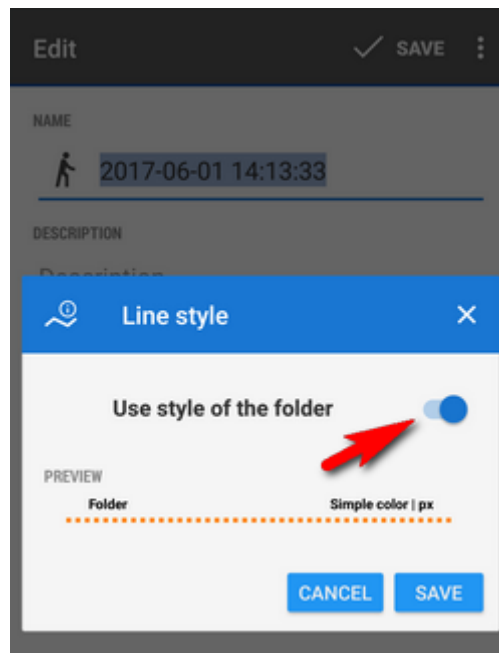 Edit
SAVE
NAME
2017-06-01 14:13:33
DESCRIPTION
Description
Line style
Use style of the folder
PREVIEW
Folder Simple color | px
CANCEL SAVE